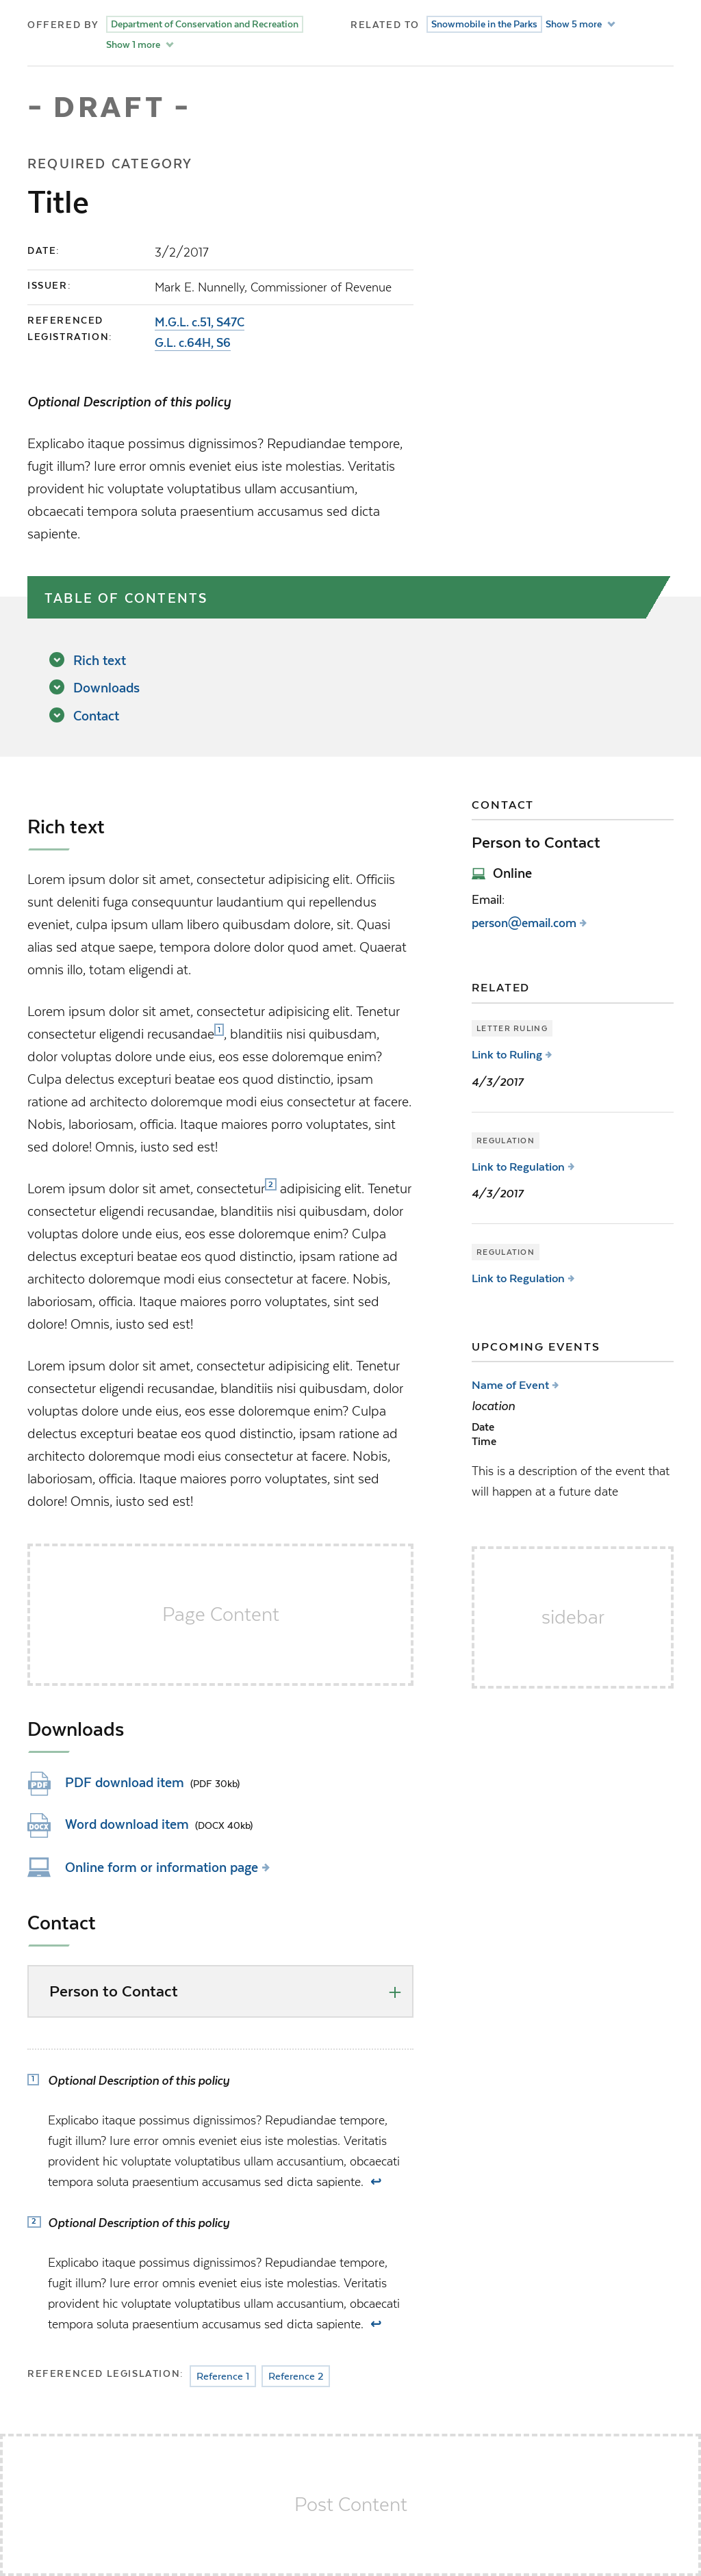 OFFERED BY Department of Conservation and Recreation
Show 1 more
RELATED TO Snowmobile in the Parks Show 5 more
- DRAFT -
REQUIRED CATEGORY
Title
DATE: 3/2/2017
ISSUER: Mark E. Nunnelly, Commissioner of Revenue
REFERENCED
LEGISTRATION:
M.G.L. c.51, S47C
G.L. c.64H, S6
Optional Description of this policy
Explicabo itaque possimus dignissimos? Repudiandae tempore,
fugit illum? Iure error omnis eveniet eius iste molestias. Veritatis
provident hic voluptate voluptatibus ullam accusantium,
obcaecati tempora soluta praesentium accusamus sed dicta
sapiente.
TABLE OF CONTENTS
Rich text
Downloads
Contact
Rich text
Lorem ipsum dolor sit amet, consectetur adipisicing elit. Officiis
sunt deleniti fuga consequuntur laudantium qui repellendus
eveniet, culpa ipsum ullam libero quibusdam dolore, sit. Quasi
alias sed atque saepe, tempora dolore dolor quod amet. Quaerat
omnis illo, totam eligendi at.
Lorem ipsum dolor sit amet, consectetur adipisicing elit. Tenetur
consectetur eligendi recusandae1, blanditiis nisi quibusdam,
dolor voluptas dolore unde eius, eos esse doloremque enim?
Culpa delectus excepturi beatae eos quod distinctio, ipsam
ratione ad architecto doloremque modi eius consectetur at facere.
Nobis, laboriosam, officia. Itaque maiores porro voluptates, sint
sed dolore! Omnis, iusto sed est!
Lorem ipsum dolor sit amet, consectetur2 adipisicing elit. Tenetur
consectetur eligendi recusandae, blanditiis nisi quibusdam, dolor
voluptas dolore unde eius, eos esse doloremque enim? Culpa
delectus excepturi beatae eos quod distinctio, ipsam ratione ad
architecto doloremque modi eius consectetur at facere. Nobis,
laboriosam, officia. Itaque maiores porro voluptates, sint sed
dolore! Omnis, iusto sed est!
Lorem ipsum dolor sit amet, consectetur adipisicing elit. Tenetur
consectetur eligendi recusandae, blanditiis nisi quibusdam, dolor
voluptas dolore unde eius, eos esse doloremque enim? Culpa
delectus excepturi beatae eos quod distinctio, ipsam ratione ad
architecto doloremque modi eius consectetur at facere. Nobis,
laboriosam, officia. Itaque maiores porro voluptates, sint sed
dolore! Omnis, iusto sed est!
Page Content
Downloads
PDF PDF download item (PDF 30kb)
DOCX Word download item (DOCX 40kb)
Online form or information page
Contact
Person to Contact +
1 Optional Description of this policy
Explicabo itaque possimus dignissimos? Repudiandae tempore,
fugit illum? Iure error omnis eveniet eius iste molestias. Veritatis
provident hic voluptate voluptatibus ullam accusantium, obcaecati
tempora soluta praesentium accusamus sed dicta sapiente. ↩
2 Optional Description of this policy
Explicabo itaque possimus dignissimos? Repudiandae tempore,
fugit illum? Iure error omnis eveniet eius iste molestias. Veritatis
provident hic voluptate voluptatibus ullam accusantium, obcaecati
tempora soluta praesentium accusamus sed dicta sapiente. ↩
REFERENCED LEGISLATION: Reference 1 Reference 2
CONTACT
Person to Contact
Online
Email:
person@email.com
RELATED
LETTER RULING
Link to Ruling
4/3/2017
REGULATION
Link to Regulation
4/3/2017
REGULATION
Link to Regulation
UPCOMING EVENTS
Name of Event
location
Date
Time
This is a description of the event that
will happen at a future date
sidebar
Post Content